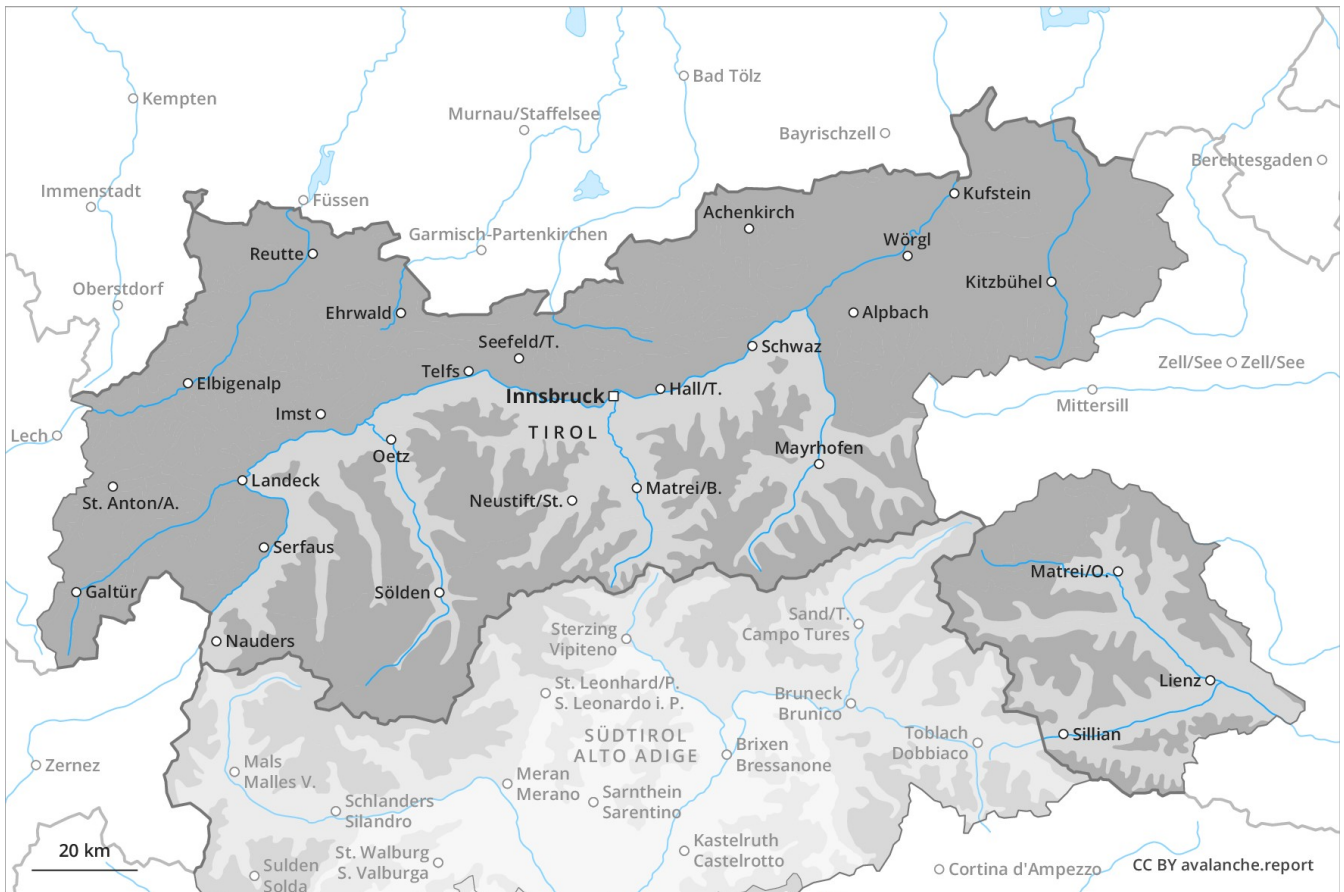 Kempten
Bad Tölz
Murnau/Staffelsee
Bayrischzell
Berchtesgaden
Immenstadt
Füssen
Kufstein
Achenkirch
Garmisch-Partenkirchen
Wörgl
Reutte
Kitzbühel
Oberstdorf
Ehrwald
Alpbach
Seefeld/T.
Schwaz
Zell/See
Zell/See
Telfs
Elbigenalp
Hall/T.
Innsbruck
Mittersill
Imst
Lech
TIROL
Oetz
Mayrhofen
Landeck
Matrei/B.
St. Anton/A.
Neustift/St.
Serfaus
Matrei/O.
Galtür
Sölden
Sand/T.
Campo Tures
Sterzing
Vipiteno
Nauders
Lienz
St. Leonhard/P.
S. Leonardo i. P.
Bruneck
Brunico
Sillian
SÜDTIROL
ALTO ADIGE
Toblach
Dobbiaco
Brixen
Bressanone
Zernez
Mals
Malles V.
Meran
Merano
Sarnthein
Sarentino
Schlanders
Silandro
Kastelruth
Castelrotto
20 km
St. Walburg
S. Valburga
Sulden
Solda
Cortina d'Ampezzo
CC BY avalanche.report